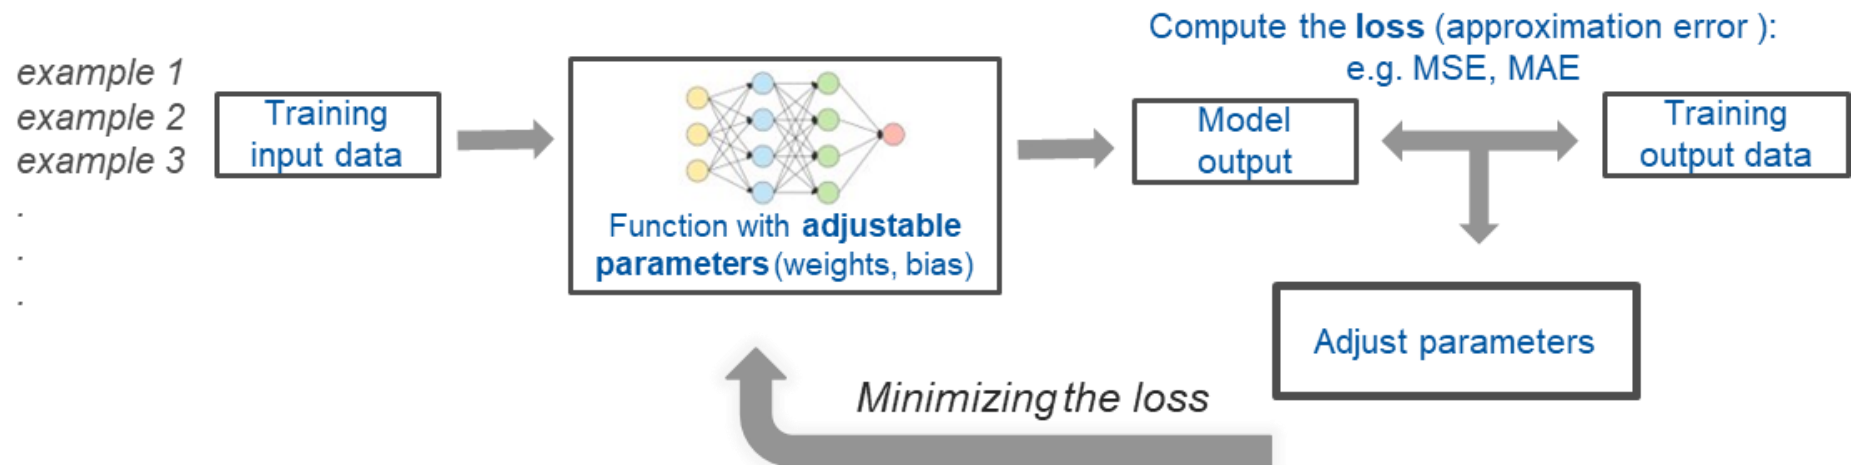 Compute the loss (approximation error ):
e.g. MSE, MAE
example 1
example 2
example 3
.
.
.
Training
input data
Function with adjustable
parameters (weights, bias)
Model
output
Training
output data
Adjust parameters
Minimizing the loss